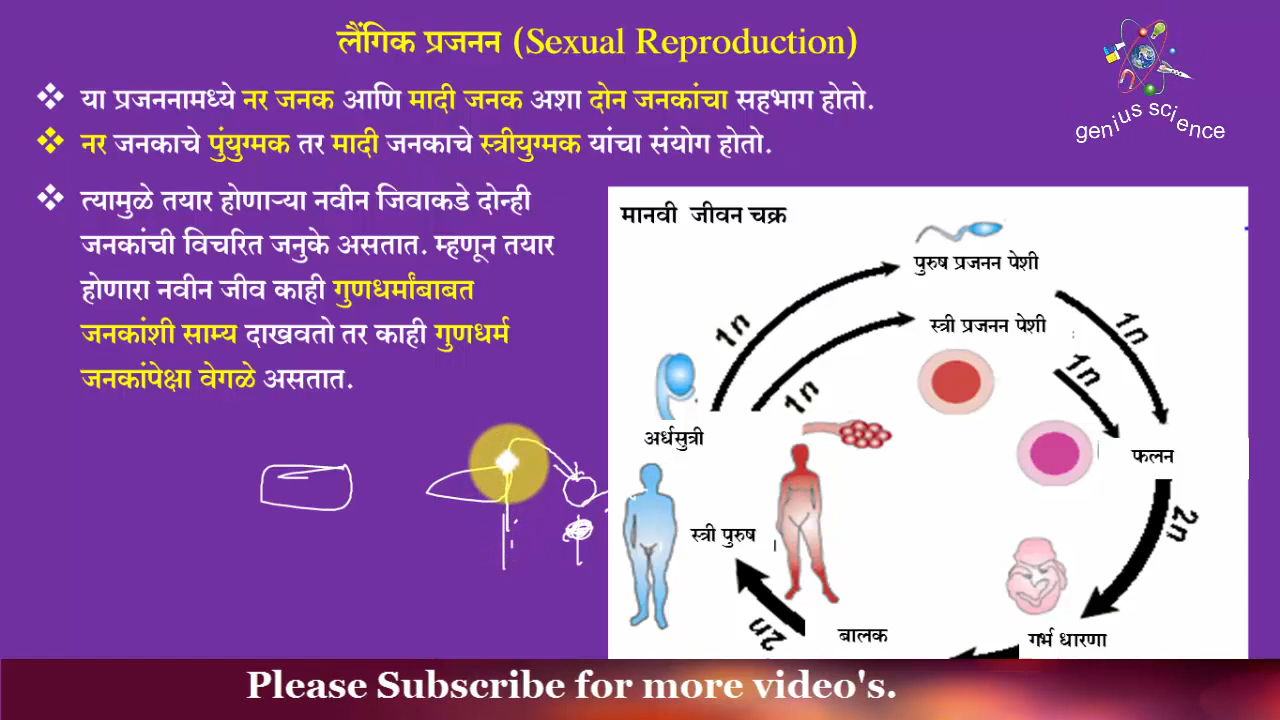 लैंगिक प्रजनन (Sexual Reproduction)
genius science
❖ या प्रजननामध्ये नर जनक आणि मादी जनक अशा दोन जनकांचा सहभाग होतो.
❖ नर जनकाचे पुंयुग्मक तर मादी जनकाचे स्त्रीयुग्मक यांचा संयोग होतो.
❖ त्यामुळे तयार होणाऱ्या नवीन जिवाकडे दोन्ही
जनकांची विचरित जनुके असतात. म्हणून तयार
होणारा नवीन जीव काही गुणधर्मांबाबत
जनकांशी साम्य दाखवतो तर काही गुणधर्म
जनकांपेक्षा वेगळे असतात.
मानवी जीवन चक्र
पुरुष प्रजनन पेशी
1n
1n
स्त्री प्रजनन पेशी
1n
1n
अर्धसुत्री
फलन
2n
स्त्री पुरुष
2n
बालक
गर्भ धारणा
Please Subscribe for more video's.